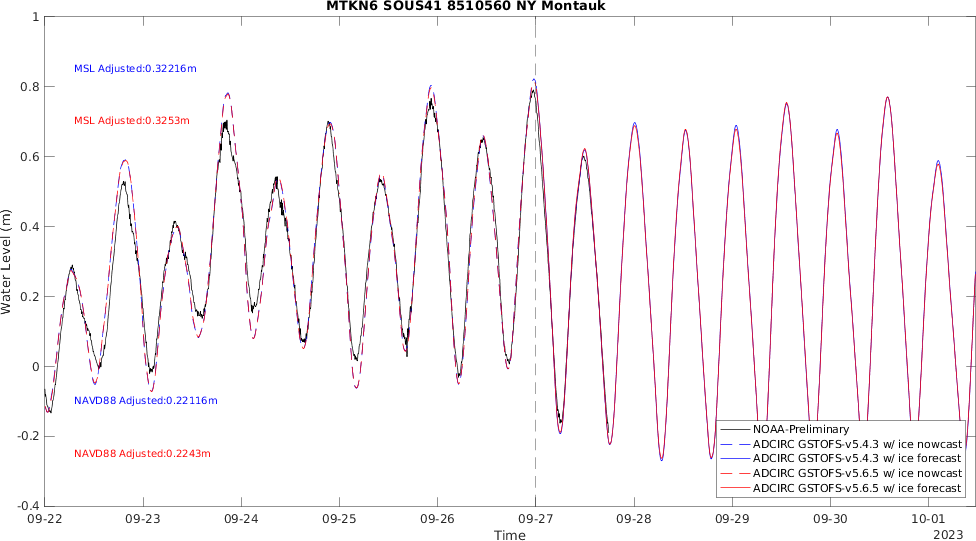 MTKN6 SOUS41 8510560 NY Montauk
1
0.8
0.6
0.4
0.2
0
-0.2
-0.4
Water Level (m)
MSL Adjusted:0.32216m
MSL Adjusted:0.3253m
NAVD88 Adjusted:0.22116m
NAVD88 Adjusted:0.2243m
NOAA-Preliminary
ADCIRC GSTOFS-v5.4.3 w/ ice nowcast
ADCIRC GSTOFS-v5.4.3 w/ ice forecast
ADCIRC GSTOFS-v5.6.5 w/ ice nowcast
ADCIRC GSTOFS-v5.6.5 w/ ice forecast
09-22 09-23 09-24 09-25 09-26 09-27 09-28 09-29 09-30 10-01
Time
2023